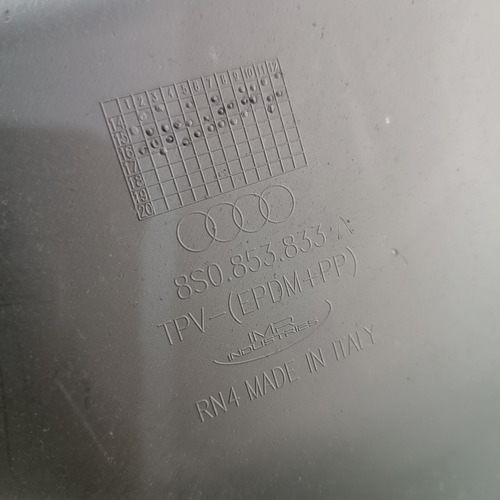 1 2 3 4 5 6 7 8 9 10 11 12
14
15
16
17
18
19
20
8S0.853.833.A
TPV-(EPDM+PP)
IMR
INDUSTRIES
RN4 MADE IN ITALY